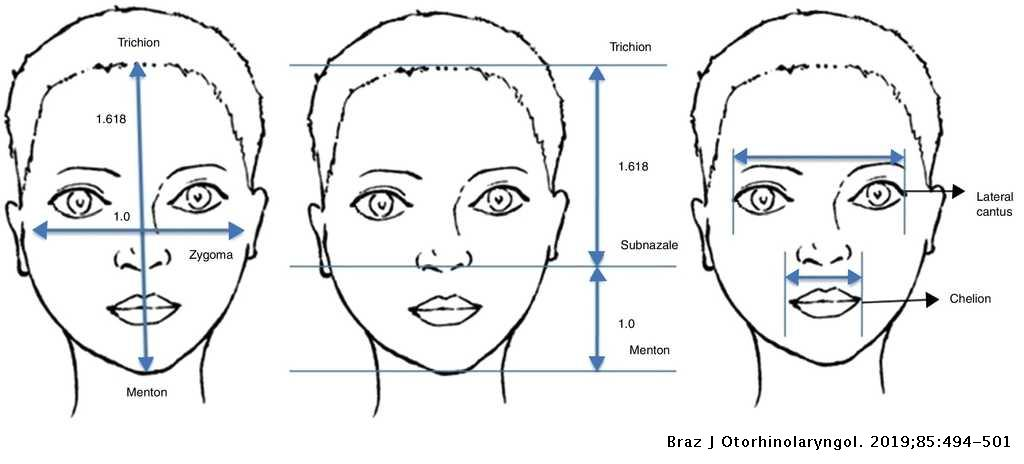 Trichion
1.618
1.0
Zygoma
Menton
Trichion
1.618
Subnazale
1.0
Menton
Lateral
cantus
Chelion
Braz J Otorhinolaryngol. 2019;85:494-501